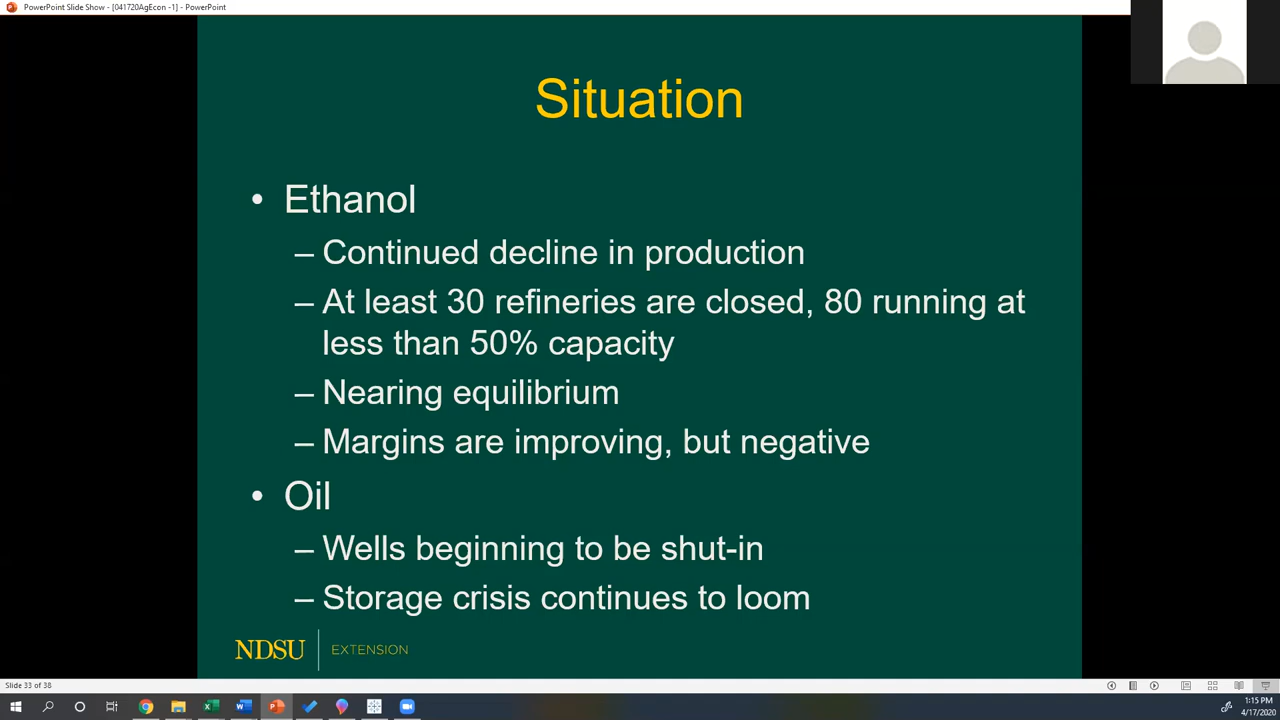 PowerPoint Slide Show - [041720AgEcon -1] - PowerPoint
Situation
• Ethanol
– Continued decline in production
– At least 30 refineries are closed, 80 running at
less than 50% capacity
– Nearing equilibrium
– Margins are improving, but negative
• Oil
– Wells beginning to be shut-in
– Storage crisis continues to loom
NDSU EXTENSION
Slide 33 of 38
1:15 PM
4/17/2020